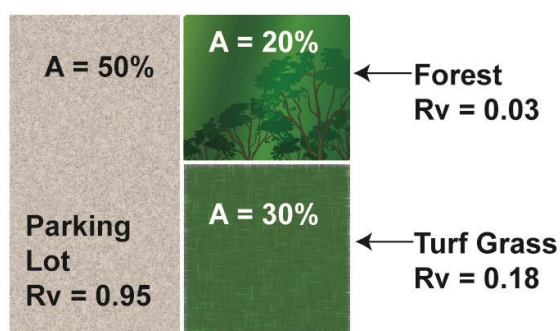 A = 50%
Parking
Lot
Rv = 0.95
A = 20%
Forest
Rv = 0.03
A = 30%
Turf Grass
Rv = 0.18